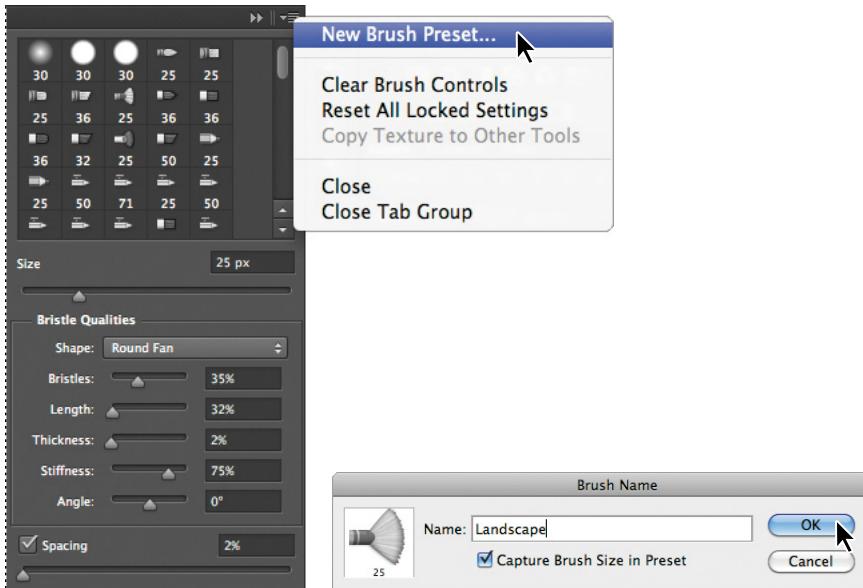 30 30 30 25 25
25 36 25 36 36
36 32 25 50 25
25 50 71 25 50
Size 25 px
Bristle Qualities
Shape: Round Fan
Bristles: 35%
Length: 32%
Thickness: 2%
Stiffness: 75%
Angle: 0°
Spacing 2%
New Brush Preset...
Clear Brush Controls
Reset All Locked Settings
Copy Texture to Other Tools
Close
Close Tab Group
Brush Name
Name: Landscape
OK
Capture Brush Size in Preset
Cancel
25